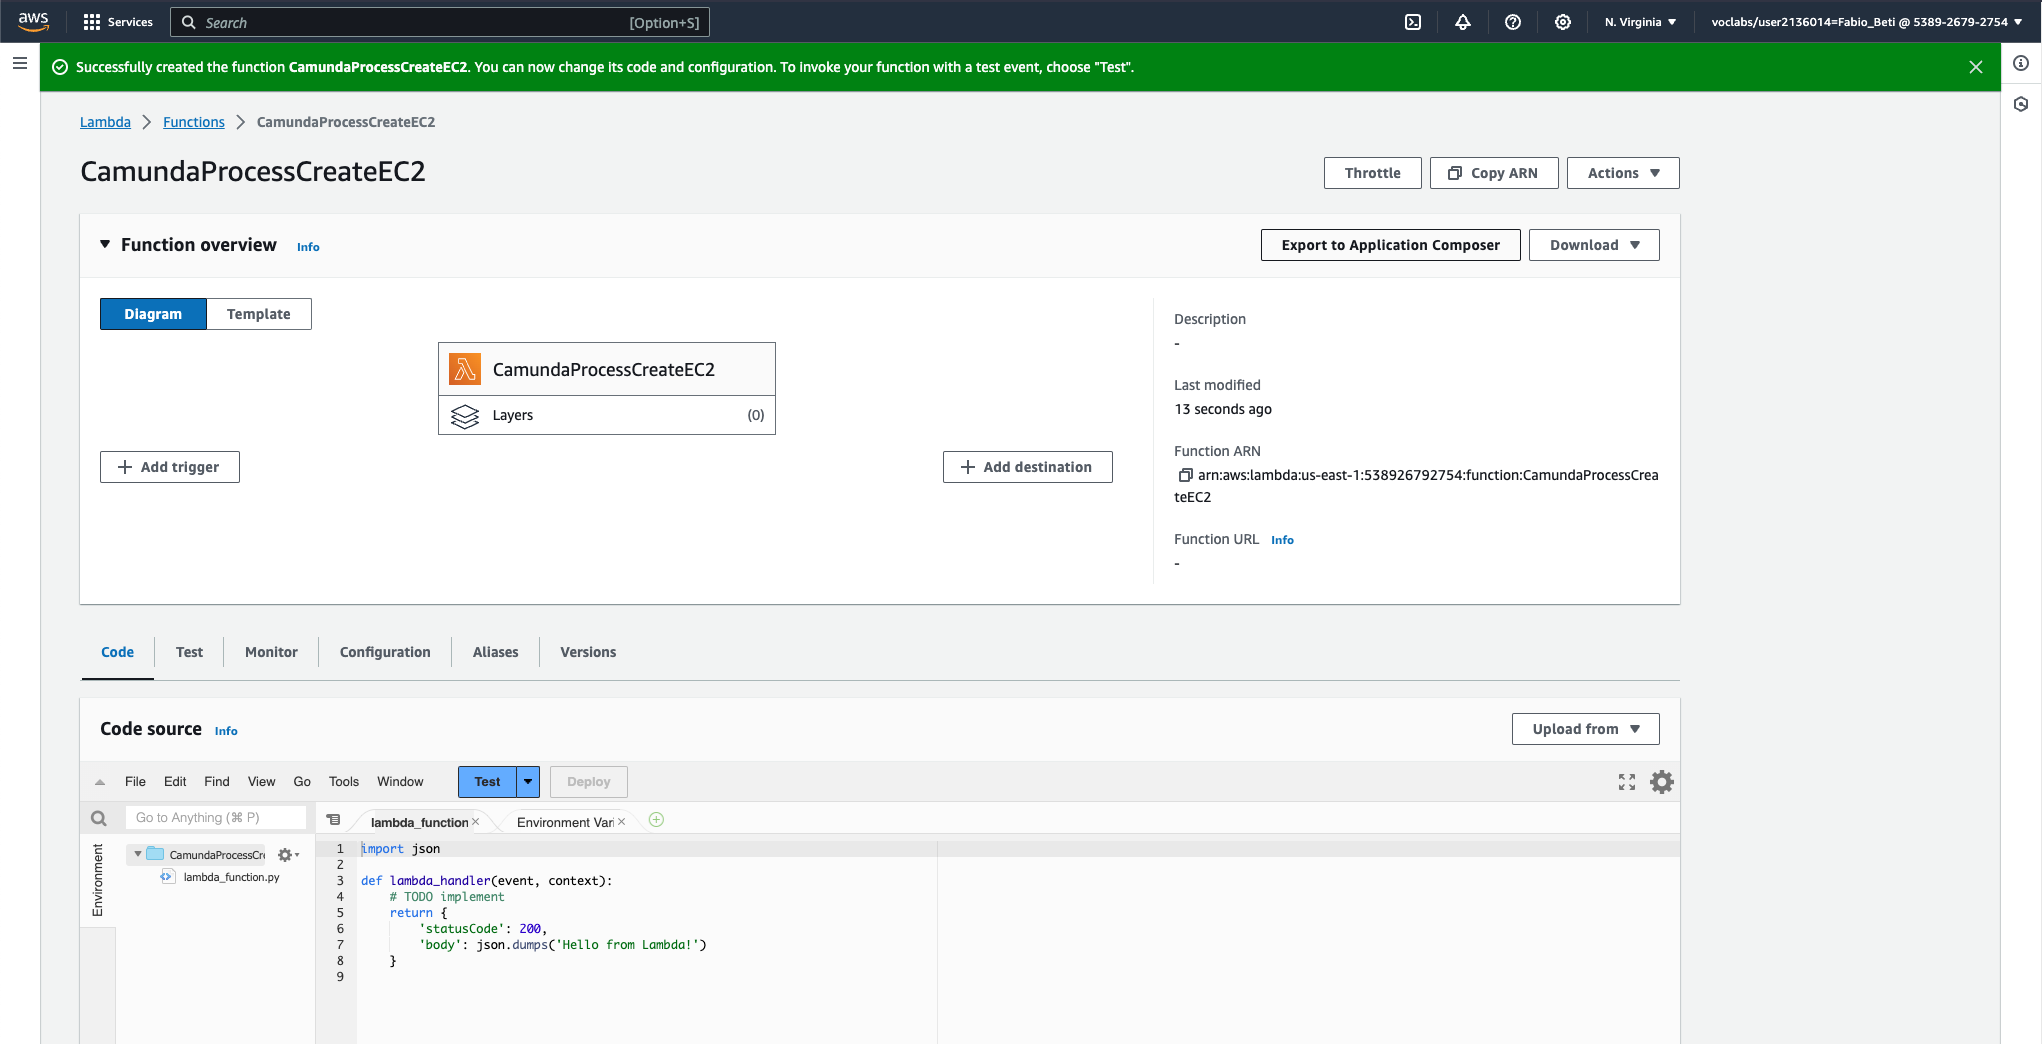 aws
Services
Search
[Option+S]
N. Virginia
voclabs/user2136014=Fabio_Beti @ 5389-2679-2754
Successfully created the function CamundaProcessCreateEC2. You can now change its code and configuration. To invoke your function with a test event, choose "Test".
Lambda
Functions
CamundaProcessCreateEC2
CamundaProcessCreateEC2
Throttle
Copy ARN
Actions
Function overview
Info
Export to Application Composer
Download
Diagram
Template
CamundaProcessCreateEC2
Layers
(0)
Add trigger
Add destination
Description
-
Last modified
13 seconds ago
Function ARN
arn:aws:lambda:us-east-1:538926792754:function:CamundaProcessCrea
teEC2
Function URL
Info
-
Code
Test
Monitor
Configuration
Aliases
Versions
Code source
Info
Upload from
File
Edit
Find
View
Go
Tools
Window
Test
Deploy
Go to Anything (⌘ P)
lambda_function
Environment Vari
Environment
CamundaProcessCre
lambda_function.py
1 import json
2
3 def lambda_handler(event, context):
4 # TODO implement
5 return {
6 'statusCode': 200,
7 'body': json.dumps('Hello from Lambda!')
8 }
9